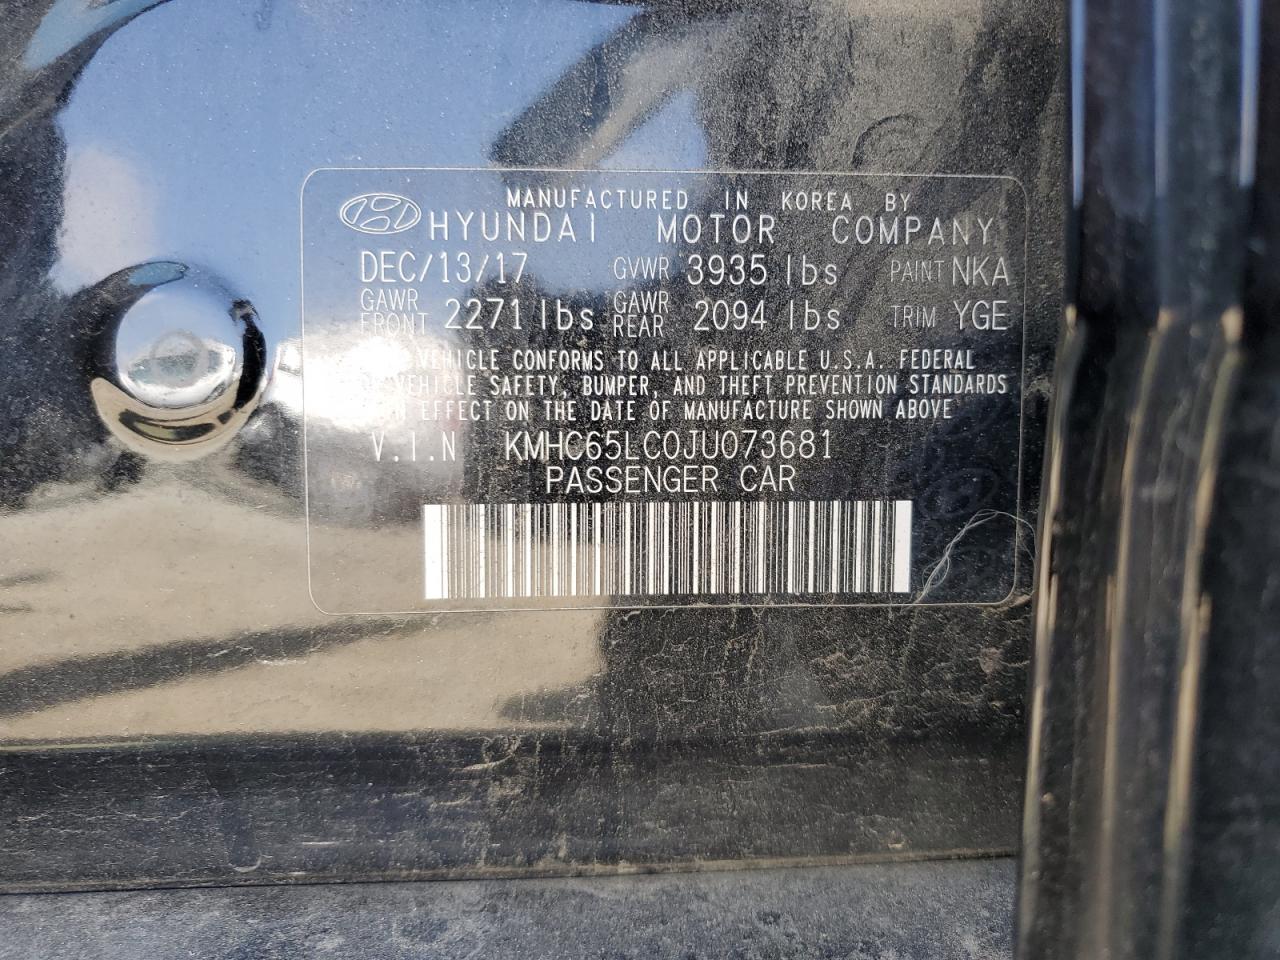 MANUFACTURED IN KOREA BY
HYUNDAI MOTOR COMPANY
DEC/13/17 GVWR 3935 lbs PAINT NKA
GAWR FRONT 2271 lbs GAWR REAR 2094 lbs TRIM YGE
VEHICLE CONFORMS TO ALL APPLICABLE U.S.A. FEDERAL
VEHICLE SAFETY, BUMPER, AND THEFT PREVENTION STANDARDS
IN EFFECT ON THE DATE OF MANUFACTURE SHOWN ABOVE
V.I.N KMHC65LC0JU073681
PASSENGER CAR